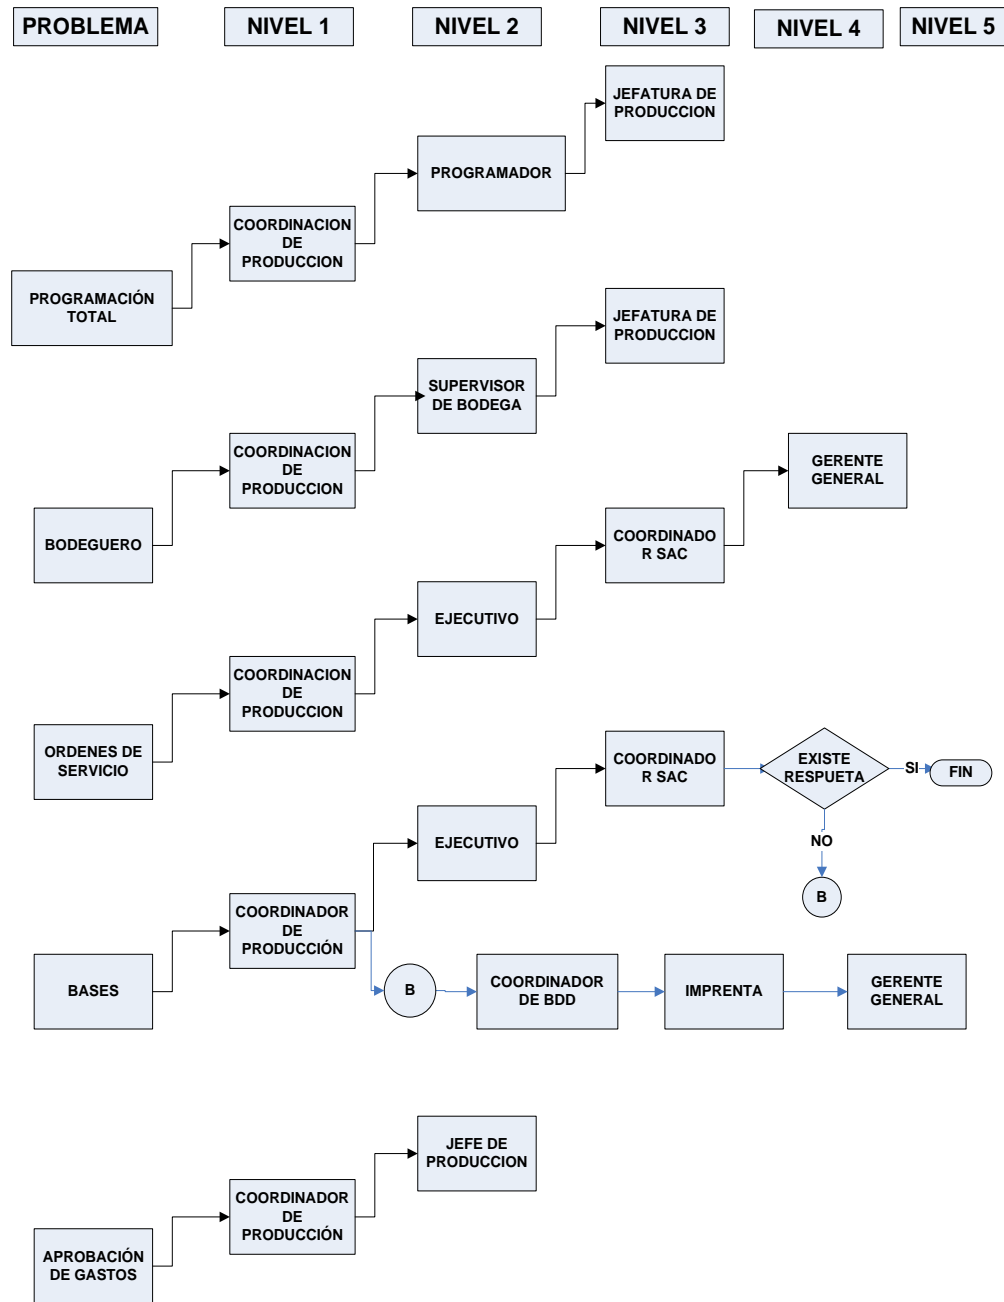 PROBLEMA
NIVEL 1
NIVEL 2
NIVEL 3
NIVEL 4
NIVEL 5
JEFATURA DE
PRODUCCION
PROGRAMADOR
COORDINACION
DE
PRODUCCION
PROGRAMACIÓN
TOTAL
JEFATURA DE
PRODUCCION
SUPERVISOR
DE BODEGA
COORDINACION
DE
PRODUCCION
BODEGUERO
GERENTE
GENERAL
COORDINADO
R SAC
EJECUTIVO
COORDINACION
DE
PRODUCCION
ORDENES DE
SERVICIO
COORDINADO
R SAC
EXISTE
RESPUETA
SI
FIN
NO
B
EJECUTIVO
COORDINADOR
DE
PRODUCCIÓN
BASES
B
COORDINADOR
DE BDD
IMPRENTA
GERENTE
GENERAL
JEFE DE
PRODUCCION
COORDINADOR
DE
PRODUCCIÓN
APROBACIÓN
DE GASTOS